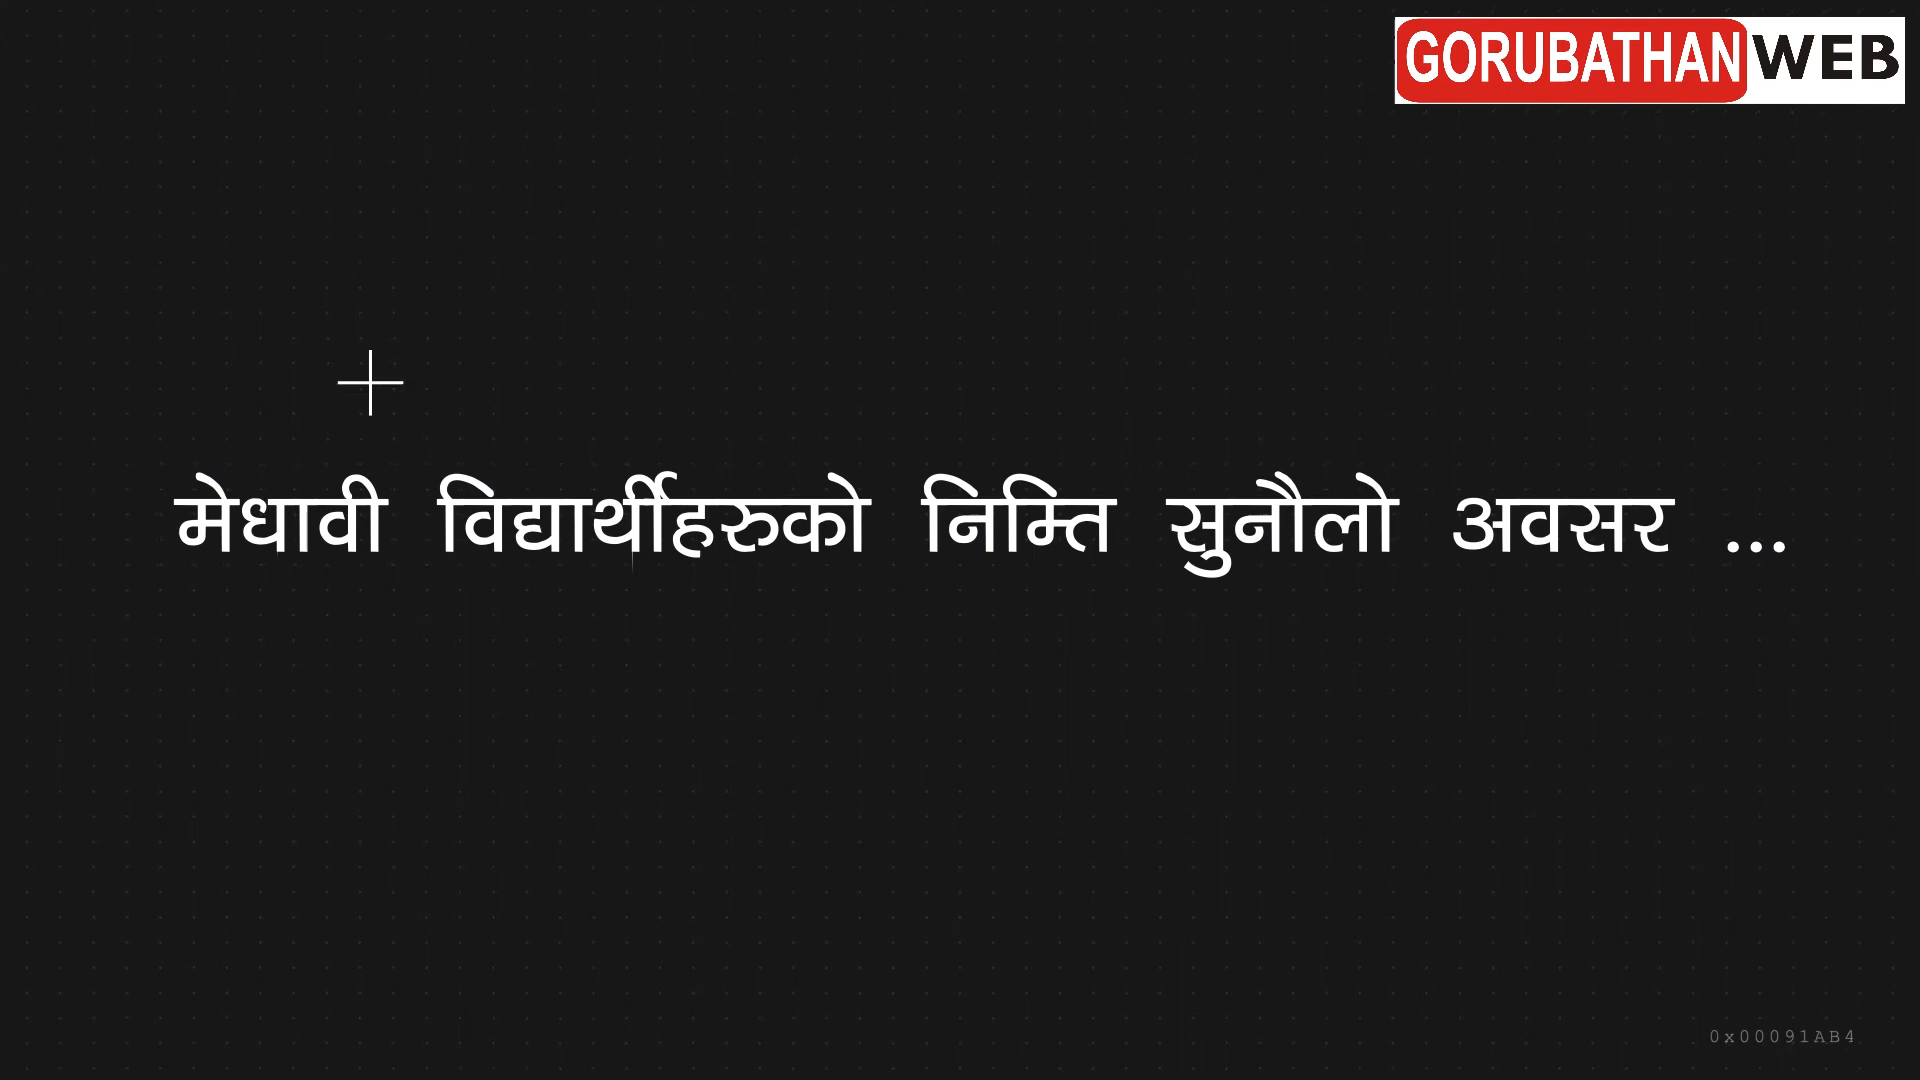 GORUBATHAN WEB
मेधावी विद्यार्थीहरुको निम्ति सुनौलो अवसर ...
0x00091AB4